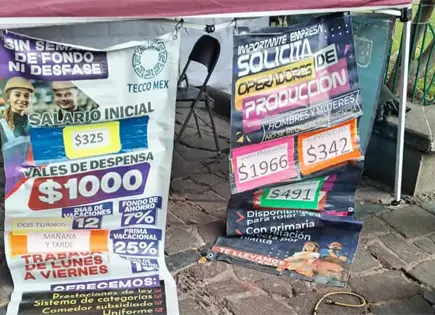 SIN SEMANA
DE FONDO
NI DESFASE
TECCO MEX
SALARIO INICIAL
$325
VALES DE DESPENSA
$1000
DOS TURNOS
MAÑANA
Y TARDE
DÍAS DE
VACACIONES
12
FONDO DE
AHORRO
7%
PRIMA
VACACIONAL
25%
TRABAJO DE
LUNES A
VIERNES
OFRECEMOS:
Prestaciones de ley
Sistema de categorías
Comedor subsidiado
Uniforme
IMPORTANTE EMPRESA
SOLICITA
OPERADORES DE
PRODUCCIÓN
HOMBRES Y MUJERES
$1966
$342
$491
Disponibilidad
para rotar
Con primaria
TE LLEVAMOS